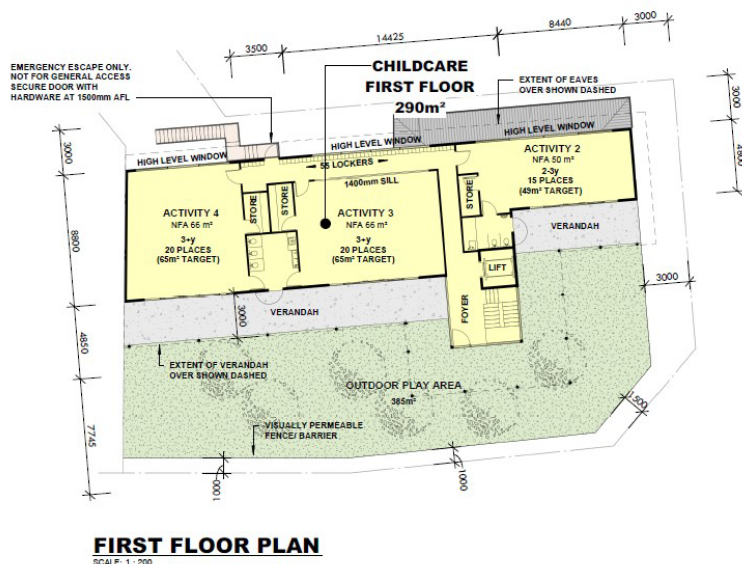 8440
3000
14425
3500
EMERGENCY ESCAPE ONLY.
NOT FOR GENERAL ACCESS
SECURE DOOR WITH
HARDWARE AT 1500mm AFL
CHILDCARE
FIRST FLOOR
290m²
EXTENT OF EAVES
OVER SHOWN DASHED
3000
3000
HIGH LEVEL WINDOW
HIGH LEVEL WINDOW
HIGH LEVEL WINDOW
55 LOCKERS
1400mm SILL
ACTIVITY 2
NFA 50 m²
2-3y
15 PLACES
(49m² TARGET)
STORE
STORE
STORE
ACTIVITY 4
NFA 66 m²
3+y
20 PLACES
(65m² TARGET)
ACTIVITY 3
NFA 66 m²
3+y
20 PLACES
(65m² TARGET)
8800
VERANDAH
LIFT
3000
FOYER
3000
VERANDAH
4850
EXTENT OF VERANDAH
OVER SHOWN DASHED
OUTDOOR PLAY AREA
385m²
1500
7745
VISUALLY PERMEABLE
FENCE/ BARRIER
1000
1000
FIRST FLOOR PLAN
SCALE: 1 : 200